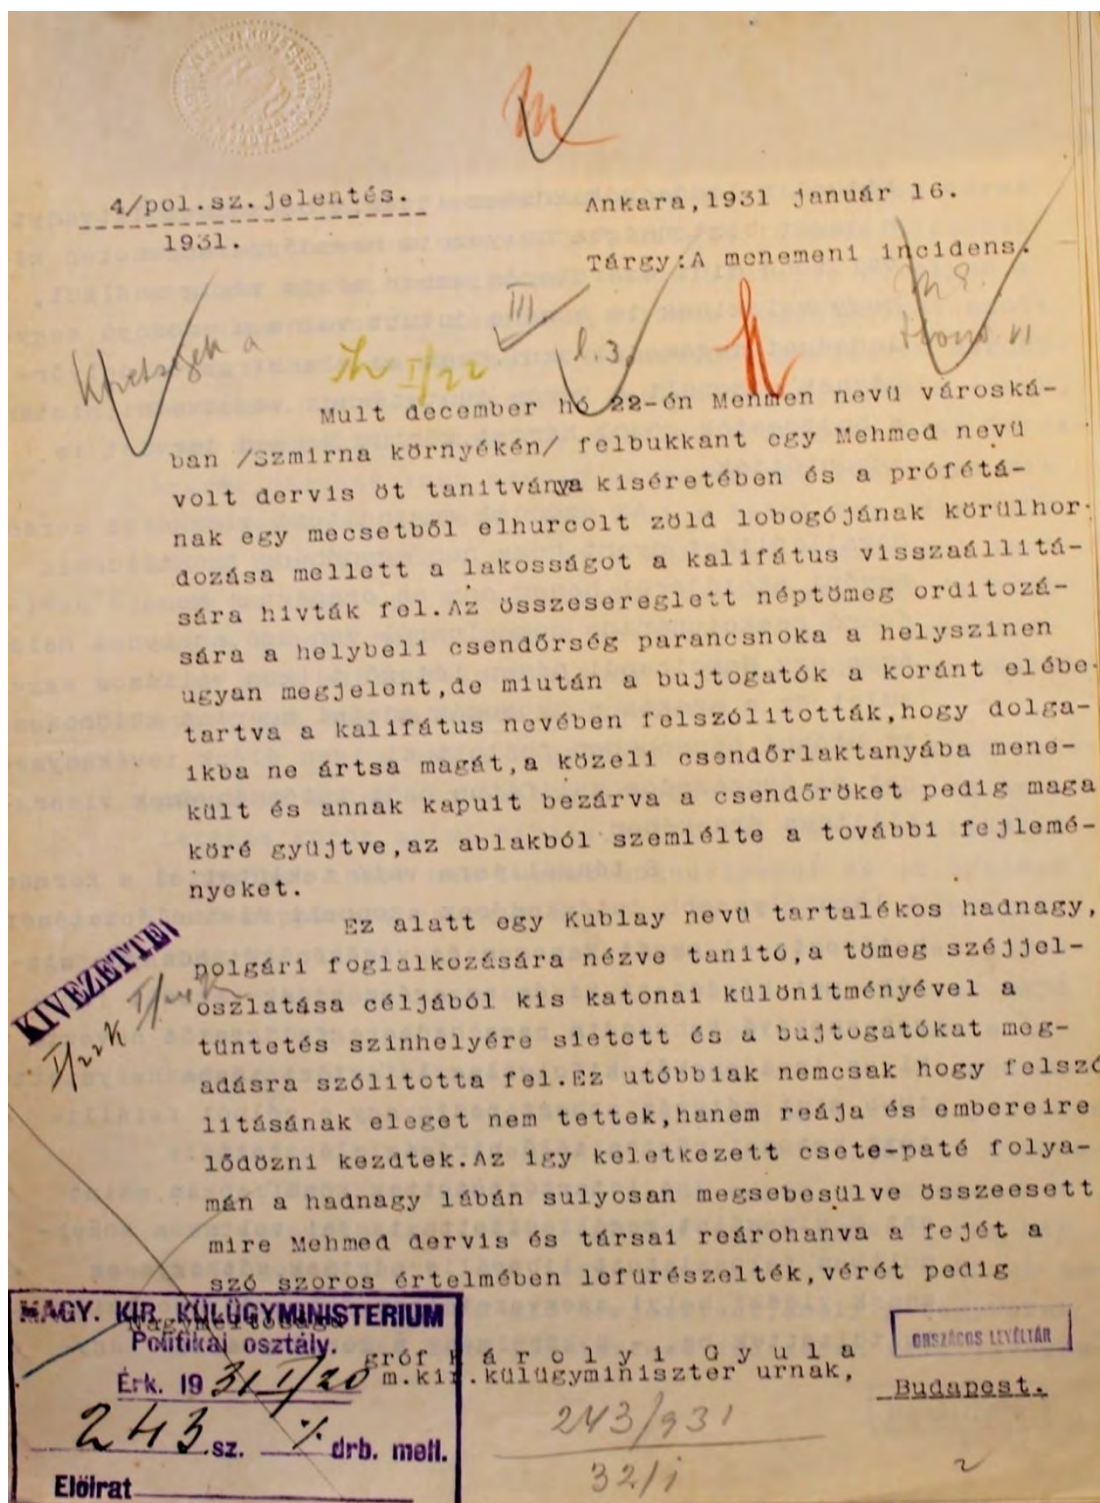 4/pol.sz.jelentés.
1931.
Ankara,1931 január 16.
Tárgy:A menemeni incidens.
III
I/22
l.3.
Mult december hó 22-én Menmen nevü városká-
ban /Szmirna környékén/ felbukkant egy Mehmed nevü
volt dervis öt tanitványa kiséretében és a prófétá-
nak egy mecsetből elhurcolt zöld lobogójának körülhor-
dozása mellett a lakosságot a kalifátus visszaállitá-
sára hivták fel.Az összesereglett néptömeg orditozá-
sára a helybeli csendőrség parancsnoka a helyszinen
ugyan megjelent,de miután a bujtogatók a koránt elébe-
tartva a kalifátus nevében felszólitották,hogy dolga-
ikba ne ártsa magát,a közeli csendőrlaktanyába mene-
kült és annak kapuit bezárva a csendőröket pedig maga
köré gyüjtve,az ablakból szemlélte a további fejlemé-
nyeket.
Ez alatt egy Kublay nevü tartalékos hadnagy,
polgári foglalkozására nézve tanitó,a tömeg széjjel-
oszlatása céljából kis katonai különitményével a
tüntetés szinhelyére sietett és a bujtogatókat meg-
adásra szólitotta fel.Ez utóbbiak nemcsak hogy felszó
litásának eleget nem tettek,hanem reája és embereire
lődözni kezdtek.Az igy keletkezett csete-paté folya-
mán a hadnagy lábán sulyosan megsebesülve összeesett
mire Mehmed dervis és társai reárohanva a fejét a
szó szoros értelmében lefürészelték,vérét pedig
KIVEZETTEN
I/22
Nagyméltóságu
gróf Károlyi Gyula
m.kir.külügyminiszter urnak,
Budapest.
MAGY. KIR. KÜLÜGYMINISTERIUM
Politikai osztály.
Érk. 1931 I/20
243 sz. ./. drb. mell.
Előirat
ORSZÁGOS LEVÉLTÁR
243/931
32/i